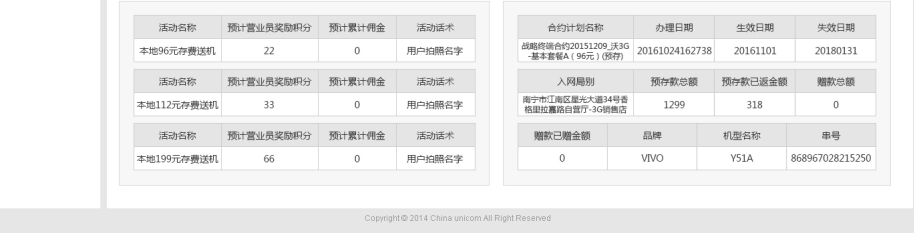 活动名称 预计营业员奖励积分 预计累计佣金 活动话术
本地96元存费送机 22 0 用户拍照名字
活动名称 预计营业员奖励积分 预计累计佣金 活动话术
本地112元存费送机 33 0 用户拍照名字
活动名称 预计营业员奖励积分 预计累计佣金 活动话术
本地199元存费送机 66 0 用户拍照名字
合约计划名称 办理日期 生效日期 失效日期
战略终端合约20151209_沃3G
-基本套餐A（96元）(预存) 20161024162738 20161101 20180131
入网局别 预存款总额 预存款已返金额 赠款总额
南宁市江南区星光大道34号香
格里拉嘉路自营厅-3G销售店 1299 318 0
赠款已赠金额 品牌 机型名称 串号
0 VIVO Y51A 868967028215250
Copyright © 2014 China unicom All Right Reserved